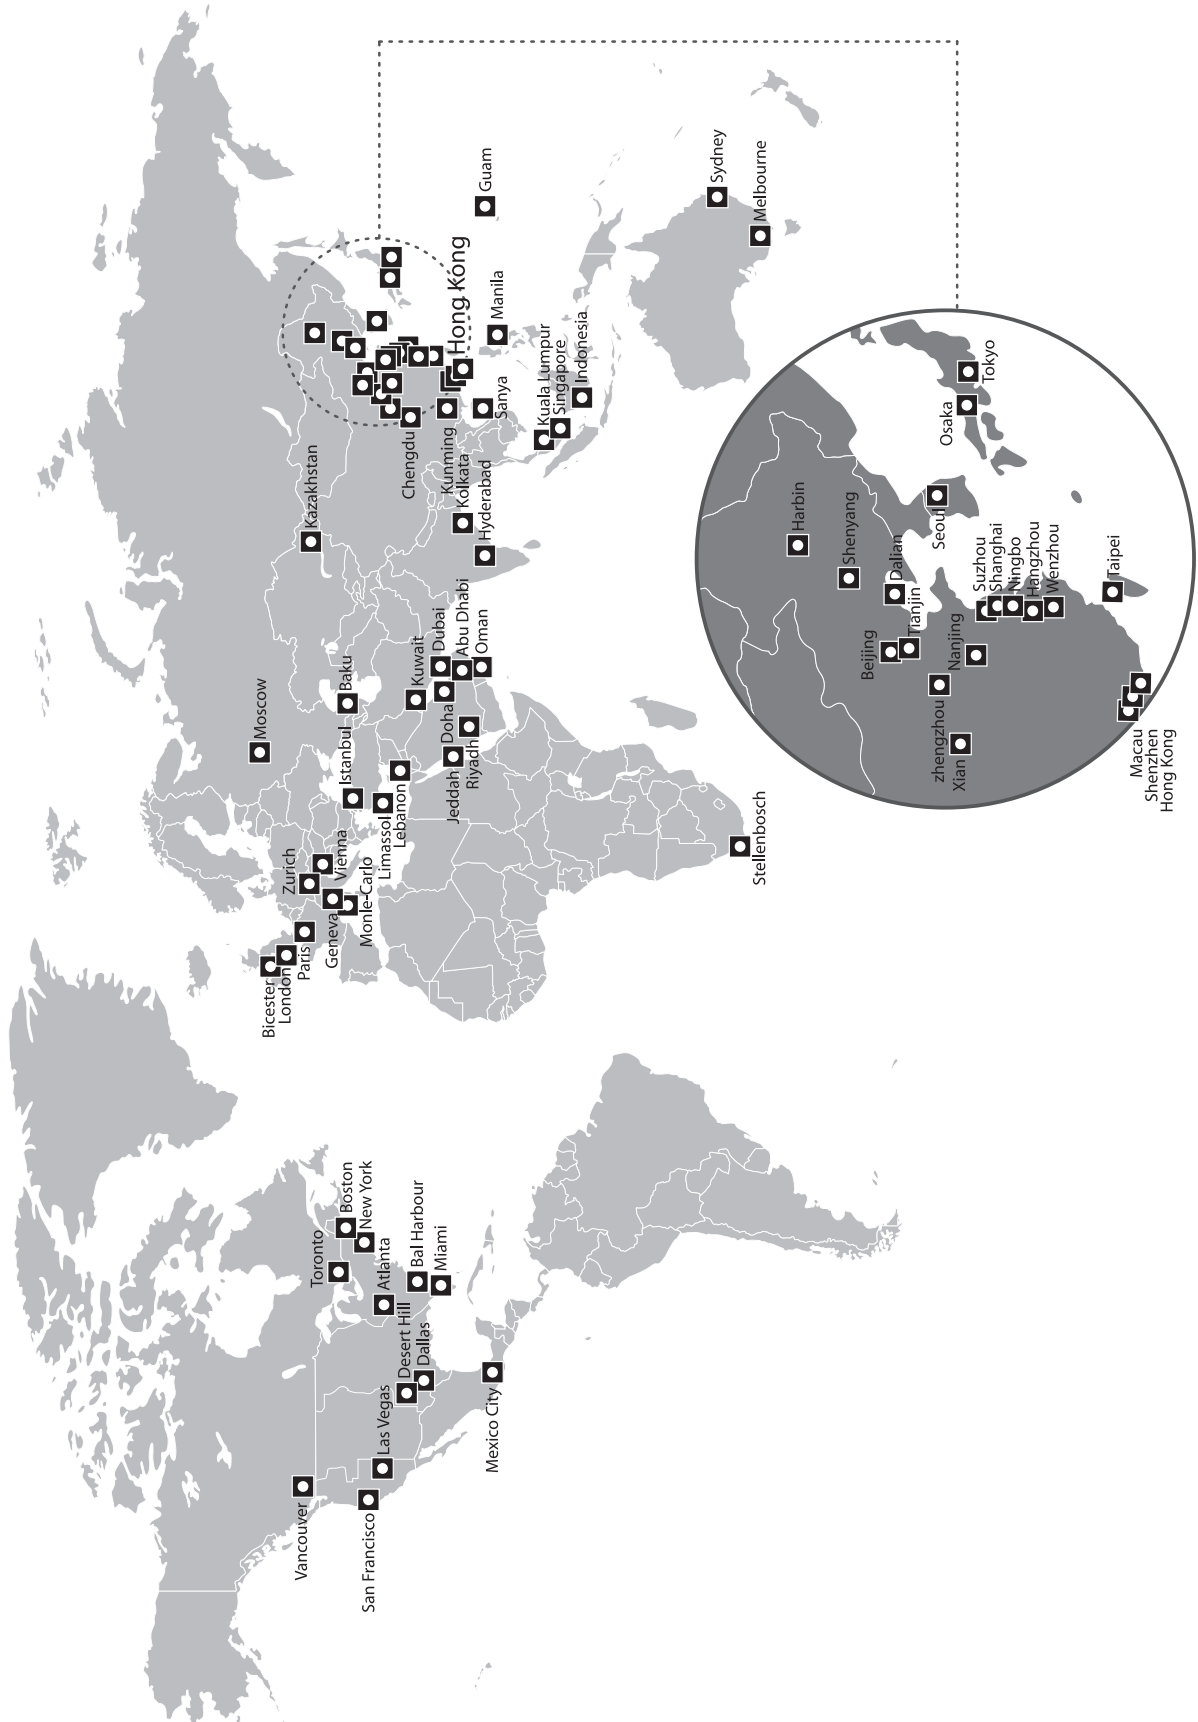 Vancouver
San Francisco
Las Vegas
Desert Hill
Dallas
Mexico City
Toronto
Boston
New York
Atlanta
Bal Harbour
Miami
Bicester
London
Paris
Zurich
Geneva
Vienna
Monle-Carlo
Moscow
Istanbul
Baku
Limassol
Lebanon
Kuwait
Jeddah
Riyadh
Doha
Dubai
Abu Dhabi
Oman
Stellenbosch
Kazakhstan
Kolkata
Hyderabad
Chengdu
Kunming
Hong Kong
Sanya
Manila
Guam
Kuala Lumpur
Singapore
Indonesia
Sydney
Melbourne
Harbin
Shenyang
Dalian
Beijing
Tianjin
Seoul
Osaka
Tokyo
zhengzhou
Xian
Nanjing
Suzhou
Shanghai
Ningbo
Hangzhou
Wenzhou
Taipei
Macau
Shenzhen
Hong Kong